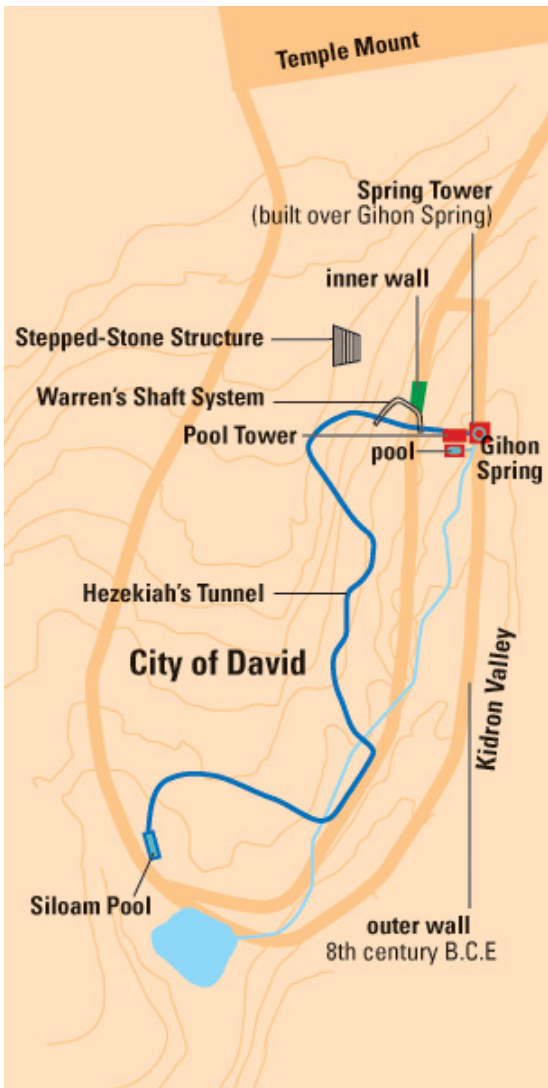 Temple Mount
Spring Tower
(built over Gihon Spring)
inner wall
Stepped-Stone Structure
Warren's Shaft System
Pool Tower
pool
Gihon
Spring
Hezekiah's Tunnel
City of David
Kidron Valley
Siloam Pool
outer wall
8th century B.C.E